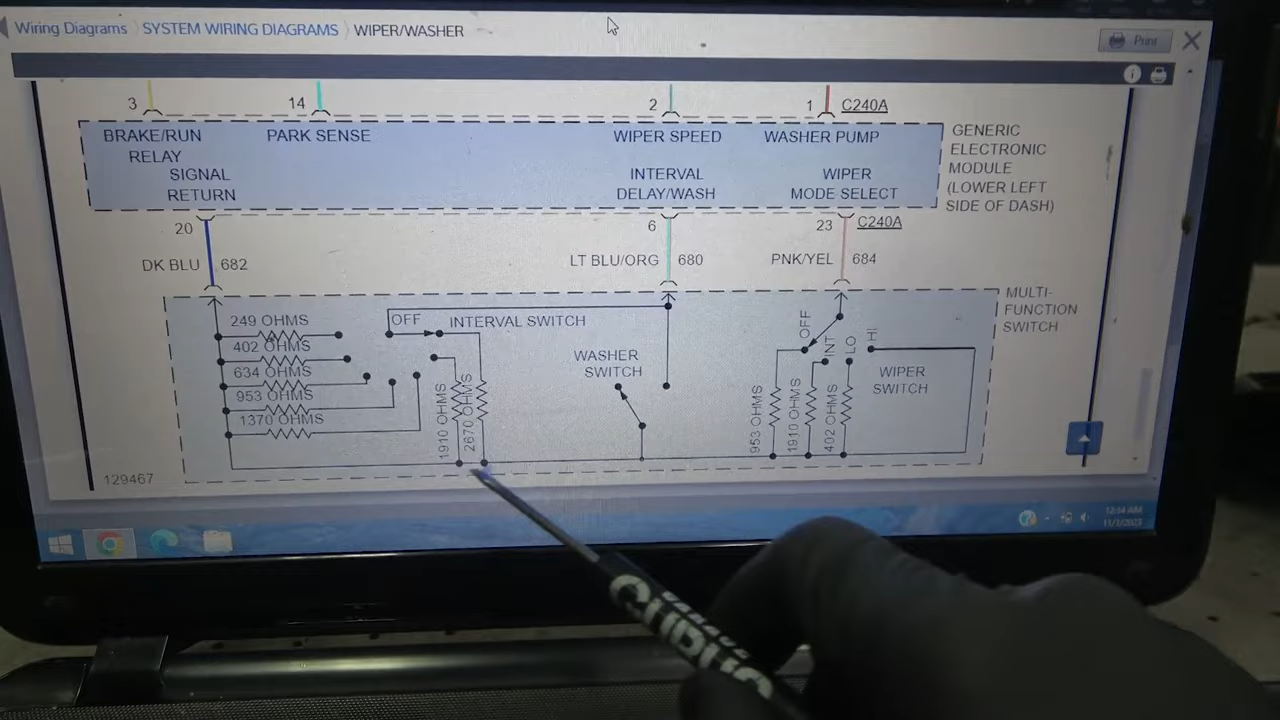 Wiring Diagrams SYSTEM WIRING DIAGRAMS WIPER/WASHER
Print
3 14 2 1 C240A
BRAKE/RUN RELAY
PARK SENSE
WIPER SPEED
WASHER PUMP
SIGNAL RETURN
INTERVAL DELAY/WASH
WIPER MODE SELECT
GENERIC
ELECTRONIC
MODULE
(LOWER LEFT
SIDE OF DASH)
20 6 23 C240A
DK BLU 682 LT BLU/ORG 680 PNK/YEL 684
MULTI-
FUNCTION
SWITCH
249 OHMS
402 OHMS
634 OHMS
953 OHMS
1370 OHMS
OFF INTERVAL SWITCH
1910 OHMS
2670 OHMS
WASHER
SWITCH
OFF
INT
LO
HI
WIPER
SWITCH
953 OHMS
1910 OHMS
402 OHMS
129467
12:14 AM